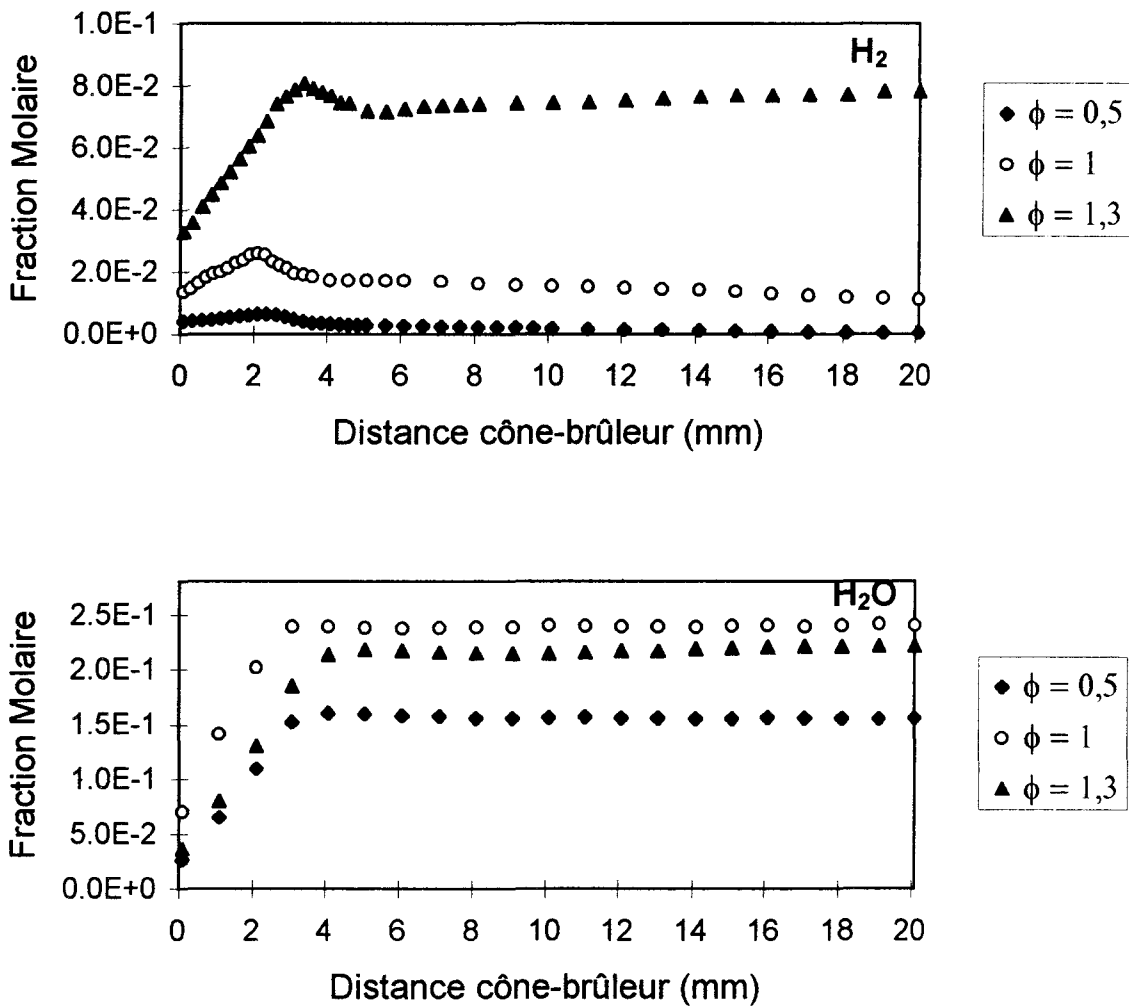 Fraction Molaire
1.0E-1
8.0E-2
6.0E-2
4.0E-2
2.0E-2
0.0E+0
H₂
0 2 4 6 8 10 12 14 16 18 20
Distance cône-brûleur (mm)
ϕ = 0,5
ϕ = 1
ϕ = 1,3
Fraction Molaire
2.5E-1
2.0E-1
1.5E-1
1.0E-1
5.0E-2
0.0E+0
H₂O
0 2 4 6 8 10 12 14 16 18 20
Distance cône-brûleur (mm)
ϕ = 0,5
ϕ = 1
ϕ = 1,3